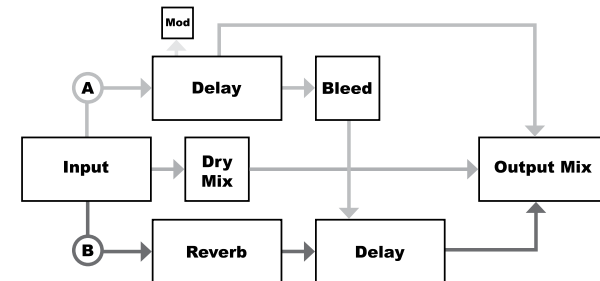 Mod
A
Delay
Bleed
Input
Dry
Mix
Output Mix
B
Reverb
Delay